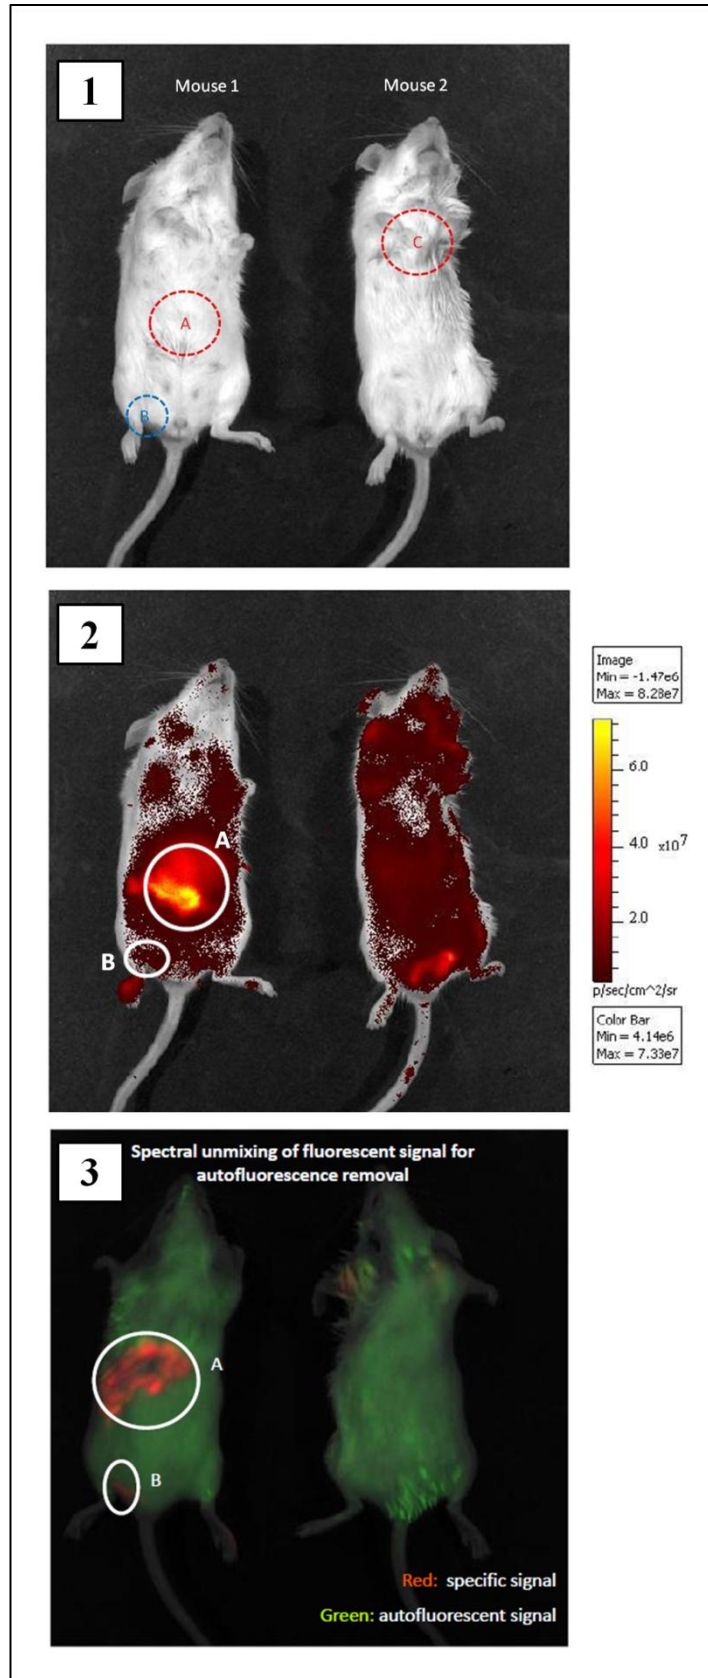 1
Mouse 1
Mouse 2
C
A
B
2
A
B
Image
Min = -1.47e6
Max = 8.28e7
6.0
4.0 x10^7
2.0
p/sec/cm^2/sr
Color Bar
Min = 4.14e6
Max = 7.33e7
3
Spectral unmixing of fluorescent signal for
autofluorescence removal
A
B
Red: specific signal
Green: autofluorescent signal